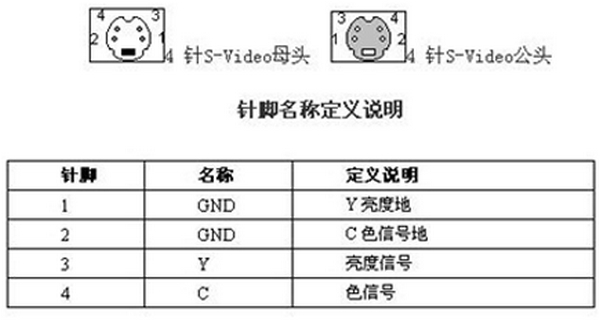 4 3 3 4
2 1 1 2
4 针S-Video母头 4 针S-Video公头
针脚名称定义说明
针脚 名称 定义说明
1 GND Y亮度地
2 GND C色信号地
3 Y 亮度信号
4 C 色信号